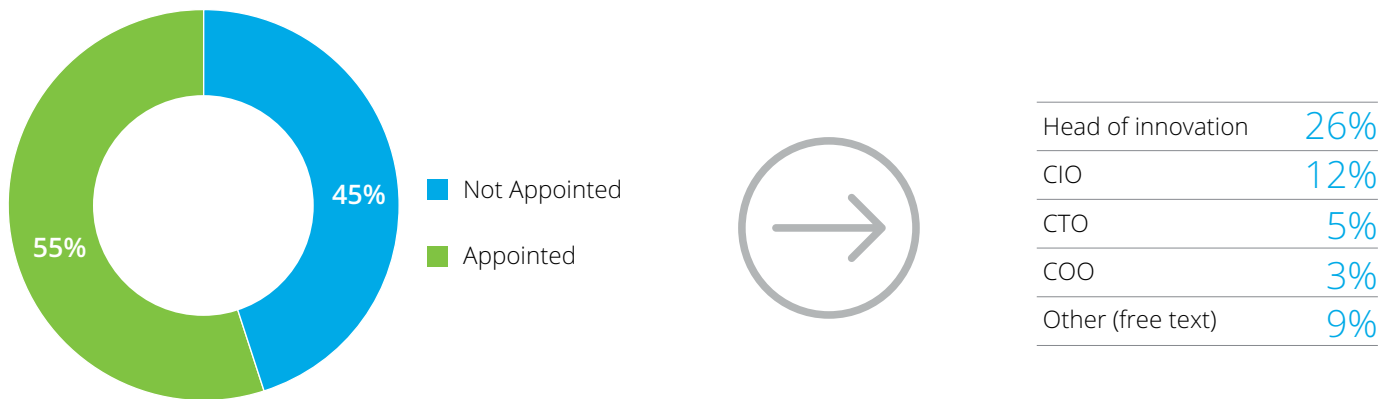 45%
55%
Not Appointed
Appointed
Head of innovation 26%
CIO 12%
CTO 5%
COO 3%
Other (free text) 9%